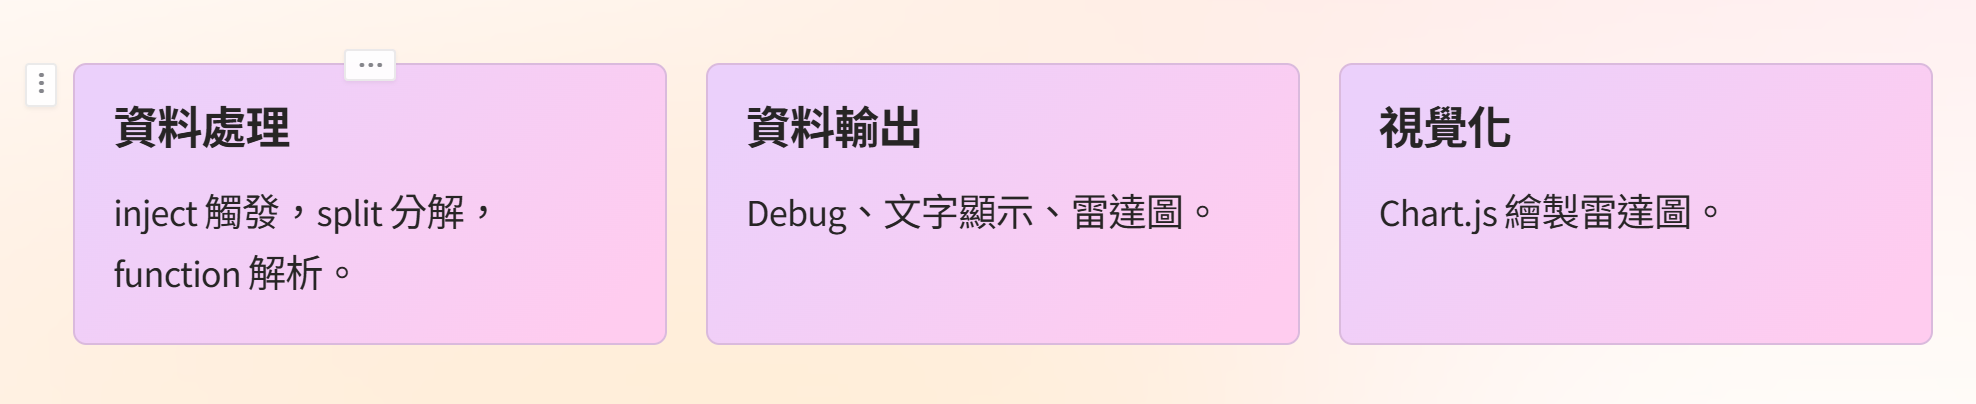 資料處理
inject 觸發，split 分解，
function 解析。
資料輸出
Debug、文字顯示、雷達圖。
視覺化
Chart.js 繪製雷達圖。